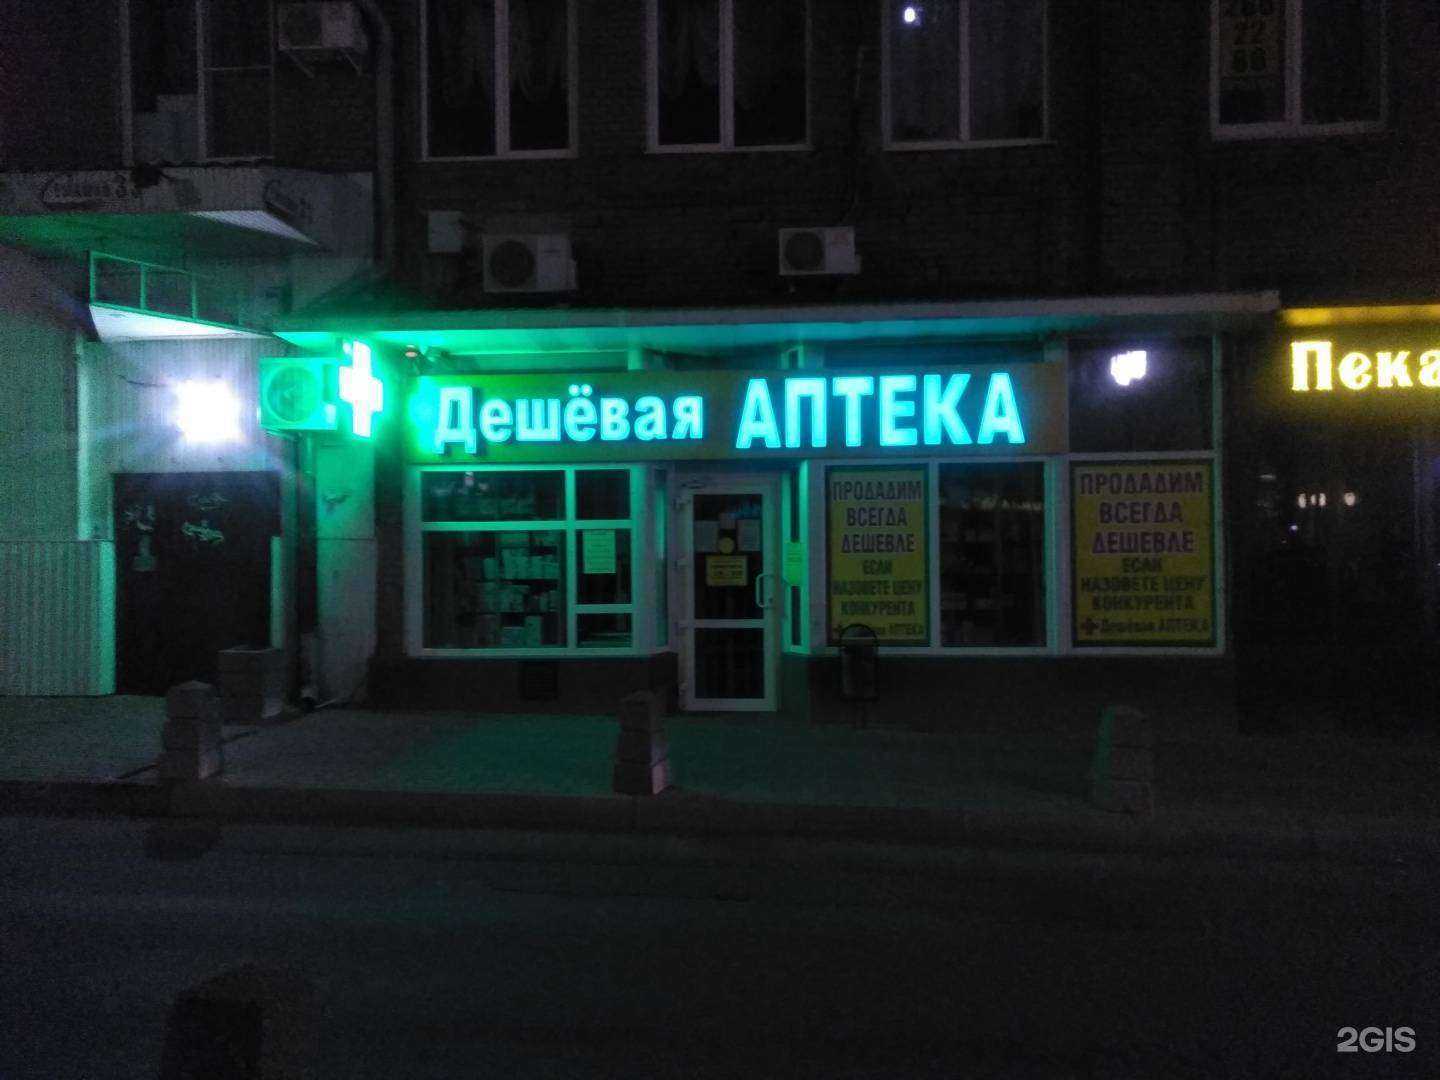 Дешёвая АПТЕКА
Пека
ПРОДАДИМ
ВСЕГДА
ДЕШЕВЛЕ
ЕСЛИ
НАЗОВЕТЕ ЦЕНУ
КОНКУРЕНТА
АПТЕКА
ПРОДАДИМ
ВСЕГДА
ДЕШЕВЛЕ
ЕСЛИ
НАЗОВЕТЕ ЦЕНУ
КОНКУРЕНТА
Дешёвая АПТЕКА
2GIS